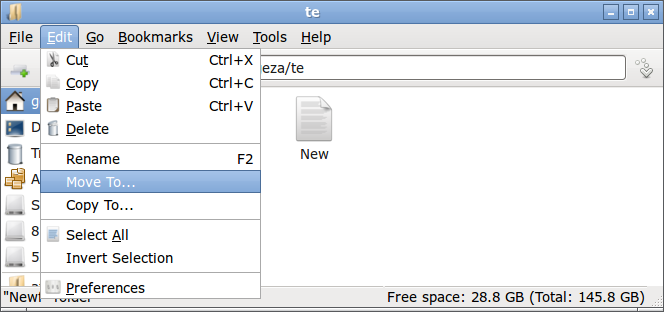 te
File Edit Go Bookmarks View Tools Help
Cut Ctrl+X
eza/te
Copy Ctrl+C
Paste Ctrl+V
Delete
Rename F2
Move To...
Copy To...
Select All
Invert Selection
Preferences
New
g
D
T
A
S
8
5
"New" folder
Free space: 28.8 GB (Total: 145.8 GB)